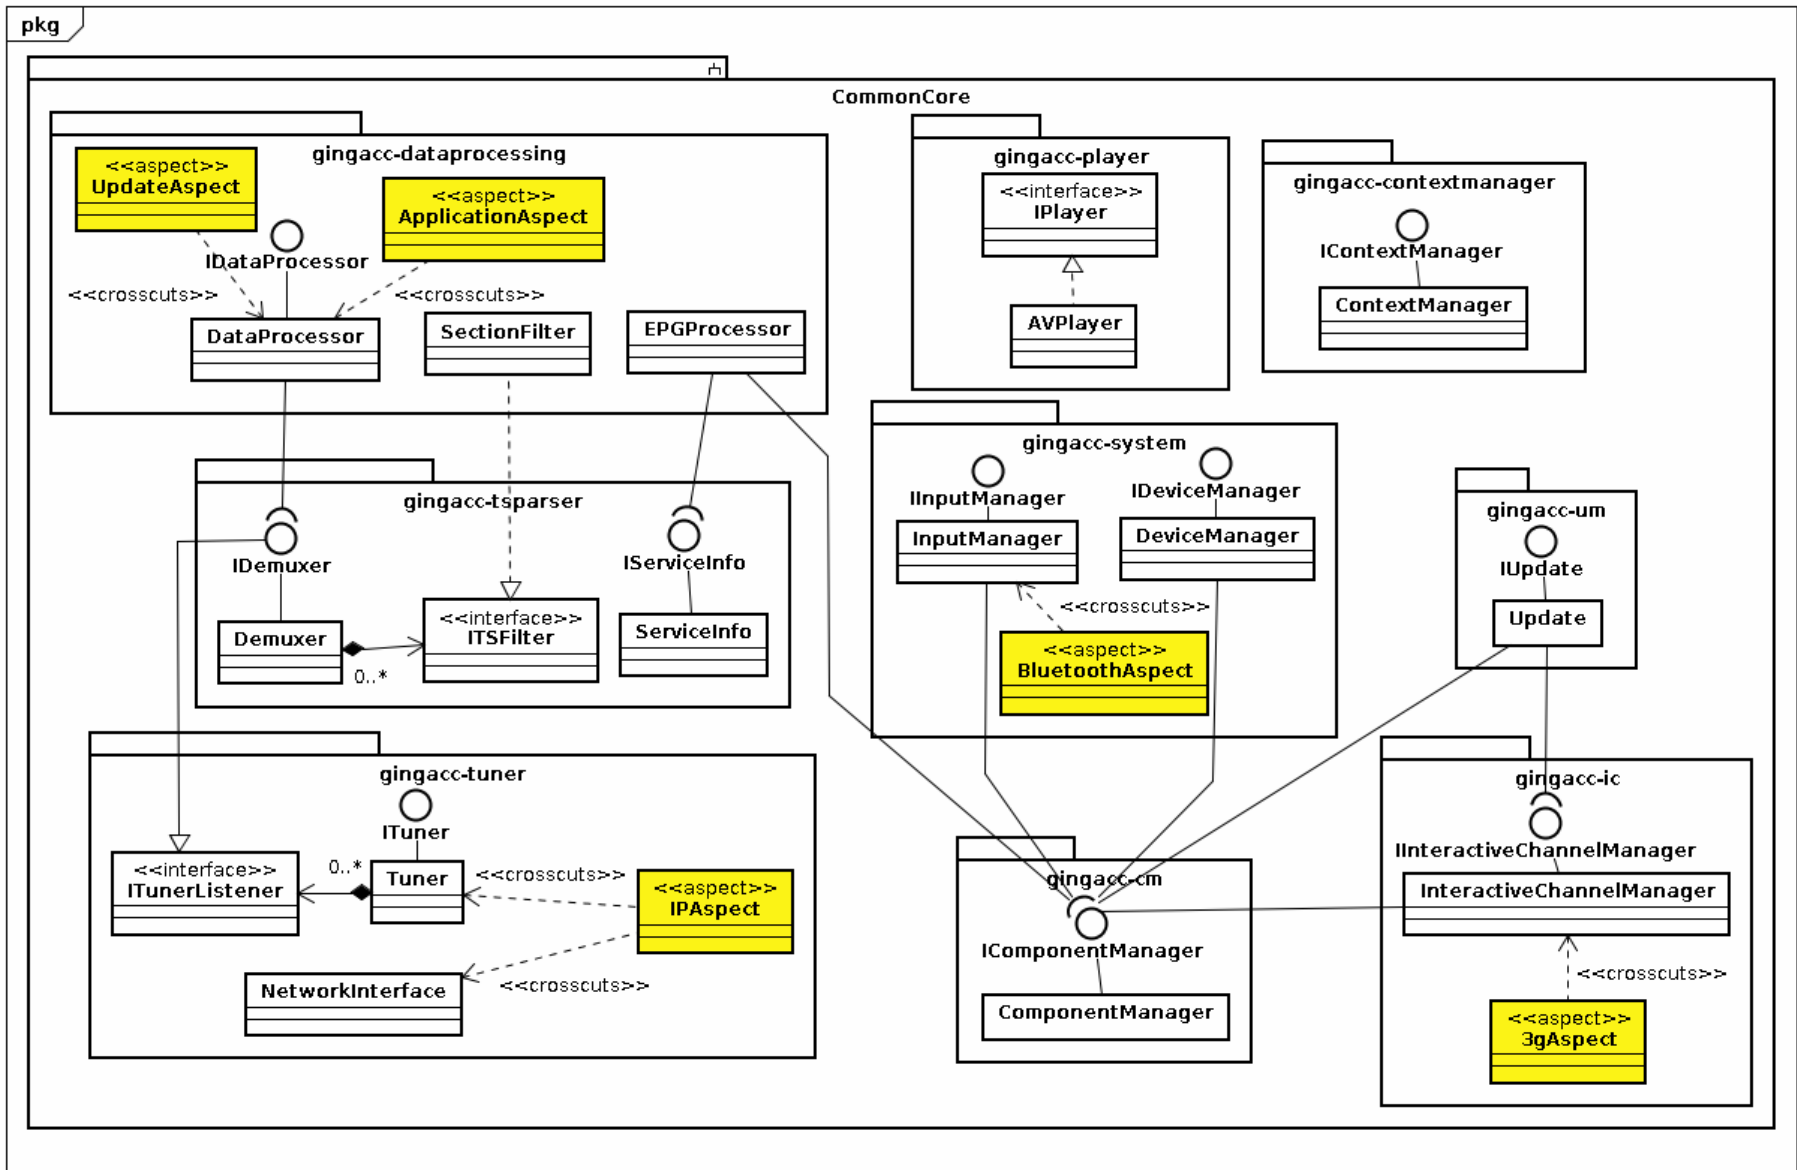 pkg
CommonCore
gingacc-dataprocessing
<<aspect>>
UpdateAspect
<<aspect>>
ApplicationAspect
IDataProcessor
<<crosscuts>>
<<crosscuts>>
DataProcessor
SectionFilter
EPGProcessor
gingacc-player
<<interface>>
IPlayer
AVPlayer
gingacc-contextmanager
IContextManager
ContextManager
gingacc-tsparser
IDemuxer
IServiceInfo
Demuxer
0..*
<<interface>>
ITSFilter
ServiceInfo
gingacc-system
IInputManager
IDeviceManager
InputManager
DeviceManager
<<crosscuts>>
<<aspect>>
BluetoothAspect
gingacc-um
IUpdate
Update
gingacc-tuner
ITuner
<<interface>>
ITunerListener
0..*
Tuner
<<crosscuts>>
<<aspect>>
IPAspect
NetworkInterface
<<crosscuts>>
gingacc-cm
IComponentManager
ComponentManager
gingacc-ic
IInteractiveChannelManager
InteractiveChannelManager
<<crosscuts>>
<<aspect>>
3gAspect